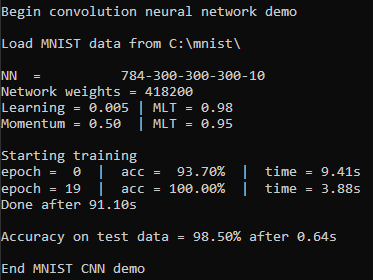 Begin convolution neural network demo
Load MNIST data from C:\mnist\
NN  =          784-300-300-300-10
Network weights = 418200
Learning = 0.005 | MLT = 0.98
Momentum = 0.50  | MLT = 0.95
Starting training
epoch =  0  |  acc =  93.70%  |  time = 9.41s
epoch = 19  |  acc = 100.00%  |  time = 3.88s
Done after 91.10s
Accuracy on test data = 98.50% after 0.64s
End MNIST CNN demo